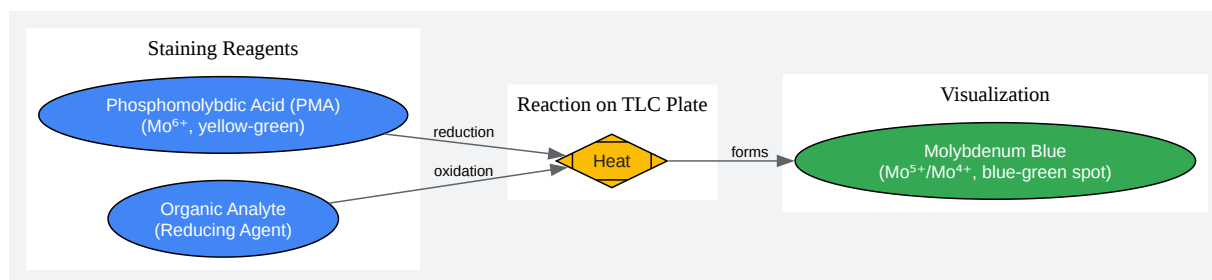 Staining Reagents
Phosphomolybdic Acid (PMA)
(Mo⁶⁺, yellow-green)
Organic Analyte
(Reducing Agent)
reduction
oxidation
Reaction on TLC Plate
Heat
forms
Visualization
Molybdenum Blue
(Mo⁵⁺/Mo⁴⁺, blue-green spot)